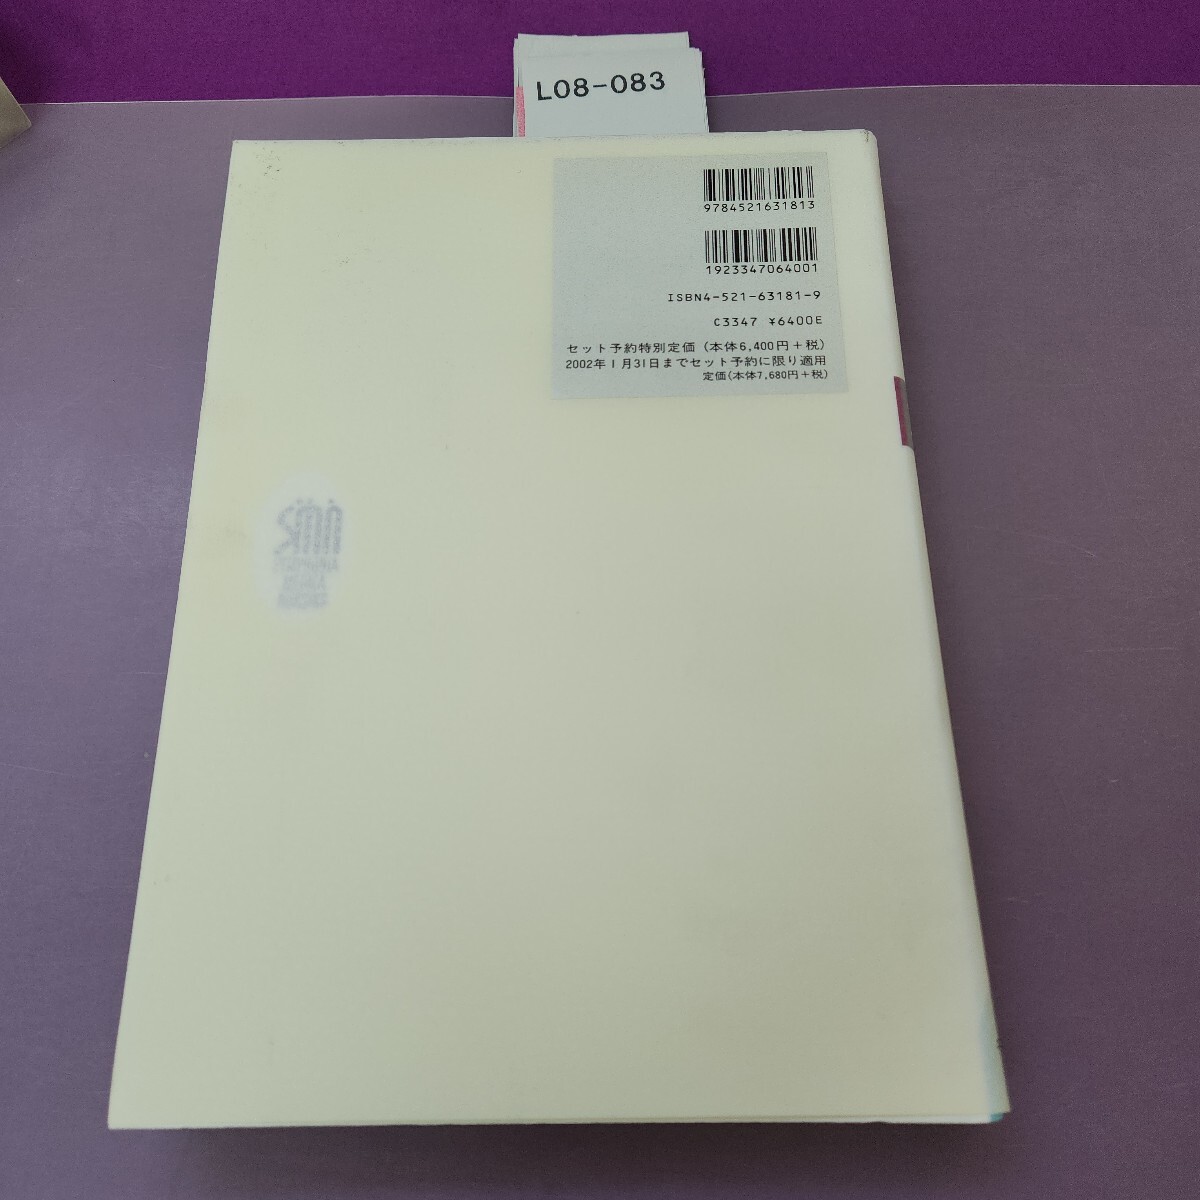 L08-083
9784521631813
1923347064001
ISBN4-521-63181-9
C3347 ¥6400E
セット予約特別定価（本体6,400円＋税）
2002年1月31日までセット予約に限り適用
定価(本体7,680円＋税)